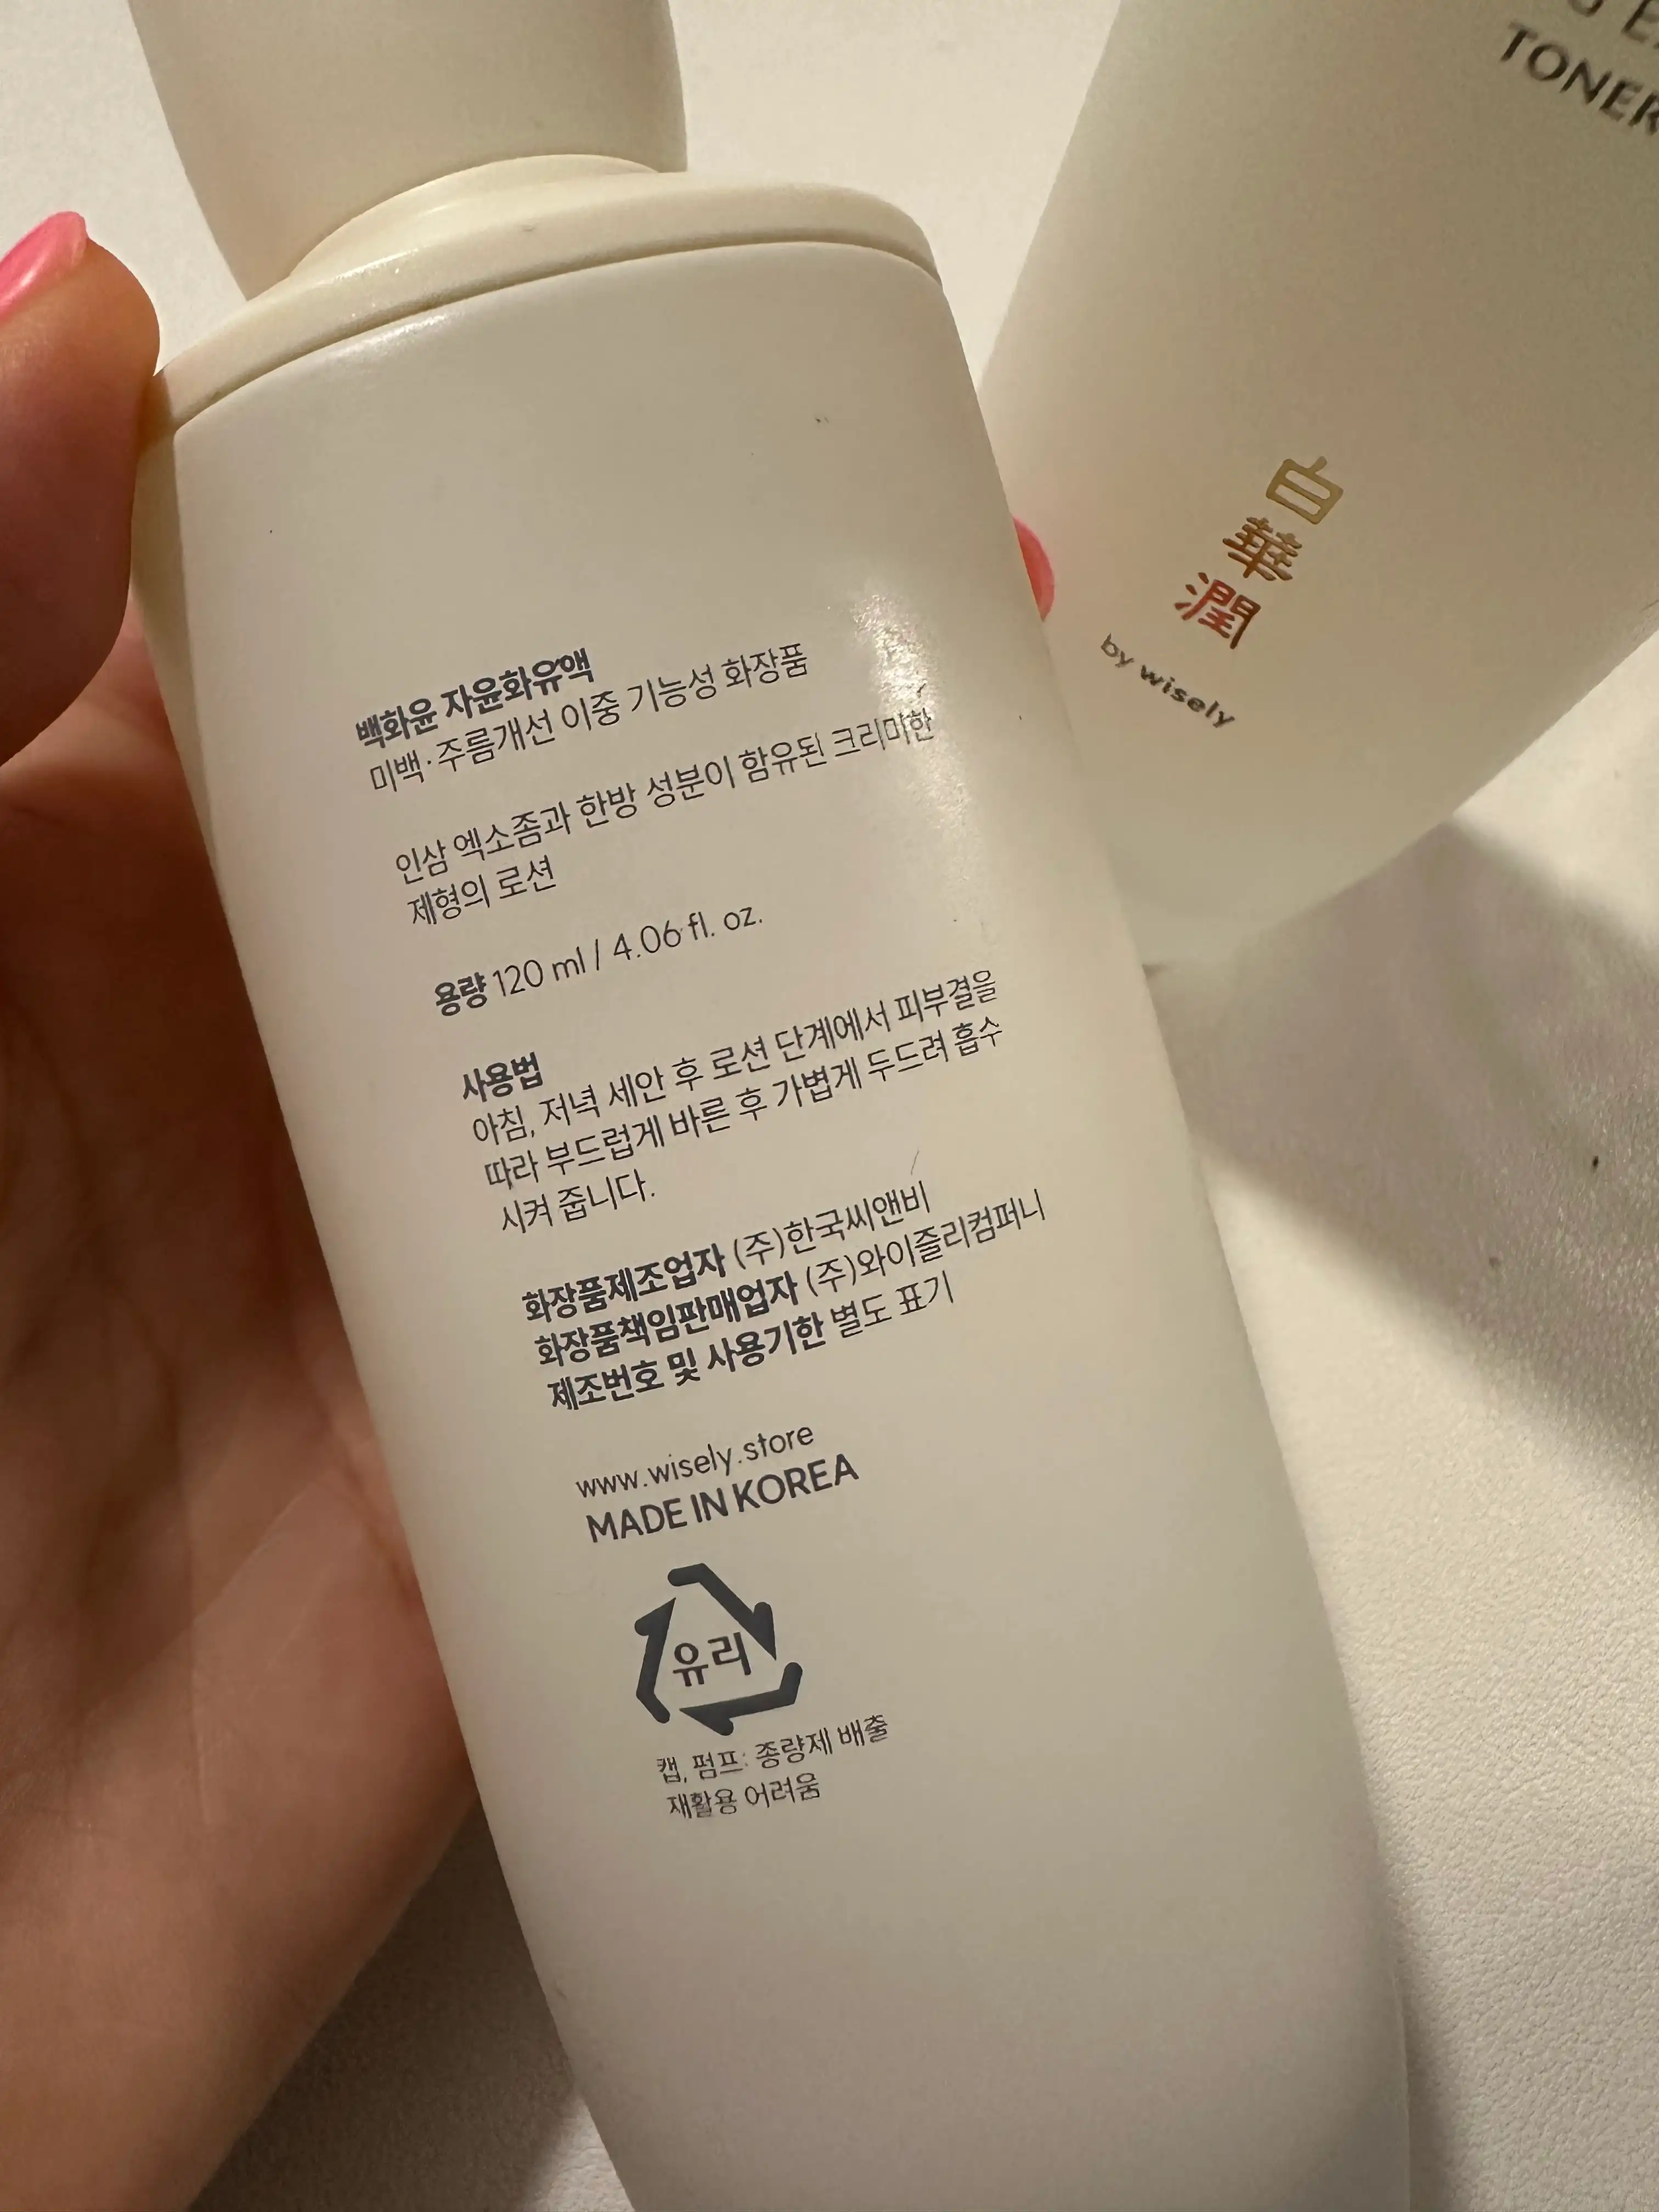 백화윤 자윤화유액
미백·주름개선 이중 기능성 화장품
인삼 엑소좀과 한방 성분이 함유된 크리미한
제형의 로션
용량 120 ml / 4.06 fl. oz.
사용법
아침, 저녁 세안 후 로션 단계에서 피부결을
따라 부드럽게 바른 후 가볍게 두드려 흡수
시켜 줍니다.
화장품제조업자 (주)한국씨앤비
화장품책임판매업자 (주)와이즐리컴퍼니
제조번호 및 사용기한 별도 표기
www.wisely.store
MADE IN KOREA
유리
캡, 펌프: 종량제 배출
재활용 어려움
TONER
白
華
潤
by wisely